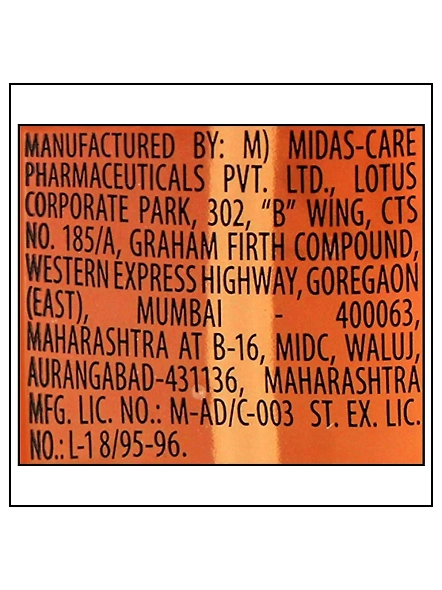 MANUFACTURED BY: M) MIDAS-CARE
PHARMACEUTICALS PVT. LTD., LOTUS
CORPORATE PARK, 302, “B” WING, CTS
NO. 185/A, GRAHAM FIRTH COMPOUND,
WESTERN EXPRESS HIGHWAY, GOREGAON
(EAST), MUMBAI - 400063,
MAHARASHTRA AT B-16, MIDC, WALUJ,
AURANGABAD-431136, MAHARASHTRA
MFG. LIC. NO.: M-AD/C-003 ST. EX. LIC.
NO.: L-1 8/95-96.